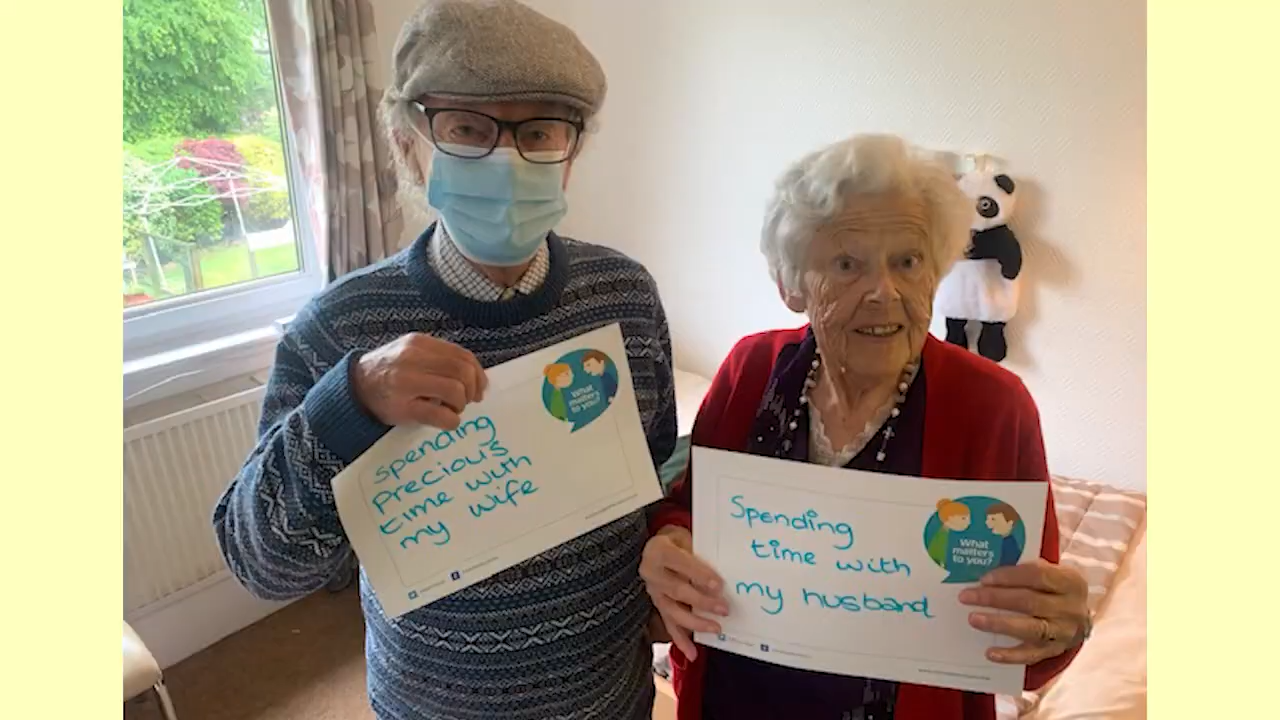 What
matters
to you?
spending
precious
time with
my wife
What
matters
to you?
Spending
time with
my husband